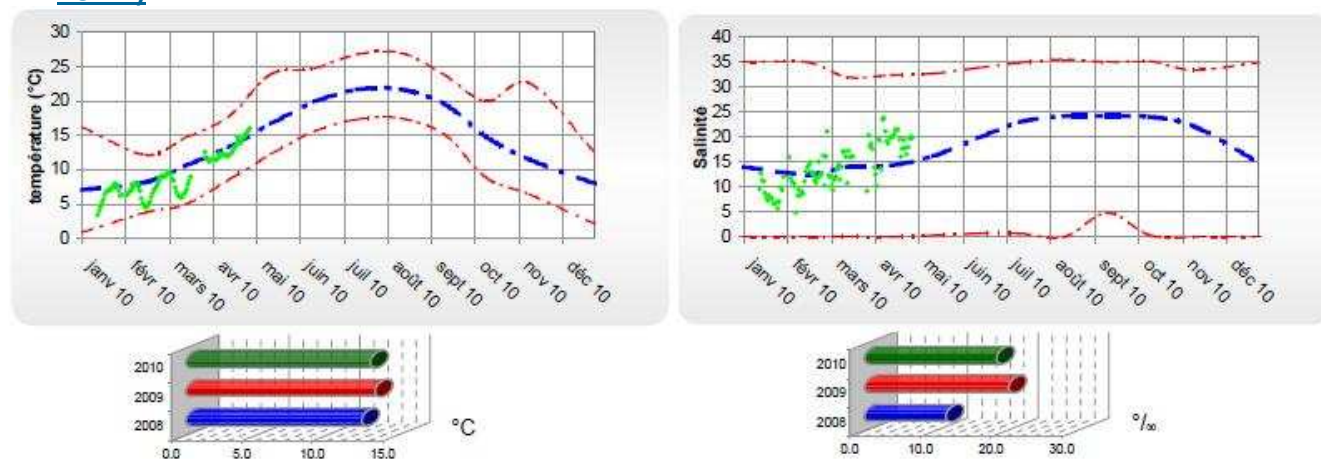 30
25
20
15
10
5
0
température (°C)
janv 10
févr 10
mars 10
avr 10
mai 10
juin 10
juil 10
août 10
sept 10
oct 10
nov 10
déc 10
40
35
30
25
20
15
10
5
0
Salinité
janv 10
févr 10
mars 10
avr 10
mai 10
juin 10
juil 10
août 10
sept 10
oct 10
nov 10
déc 10
2010
2009
2008
0.0 5.0 10.0 15.0
°C
2010
2009
2008
0.0 10.0 20.0 30.0
°/∞